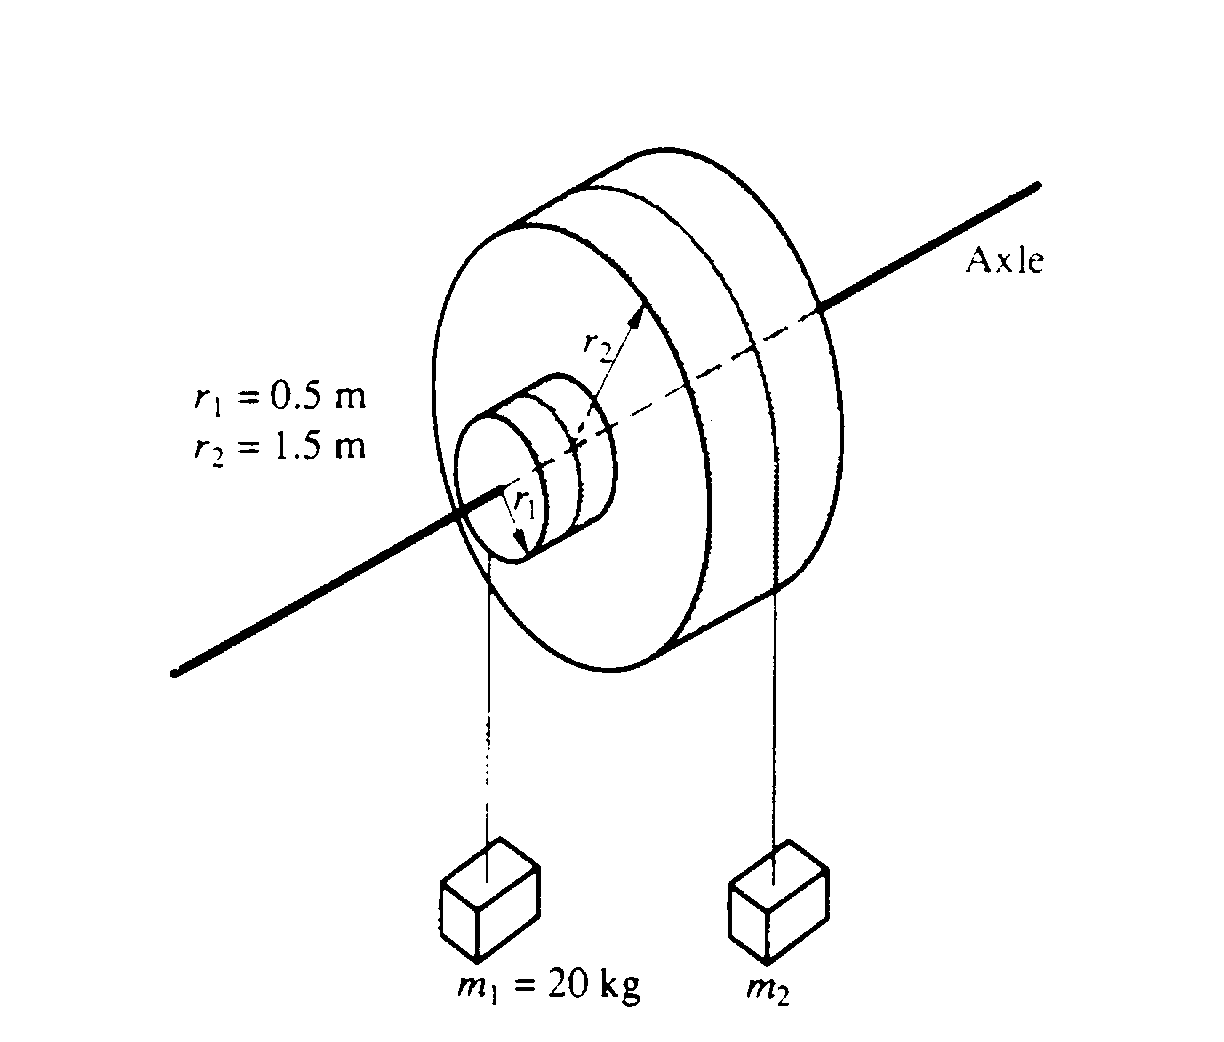 Axle
r₂
r₁ = 0.5 m
r₂ = 1.5 m
r₁
m₁ = 20 kg
m₂